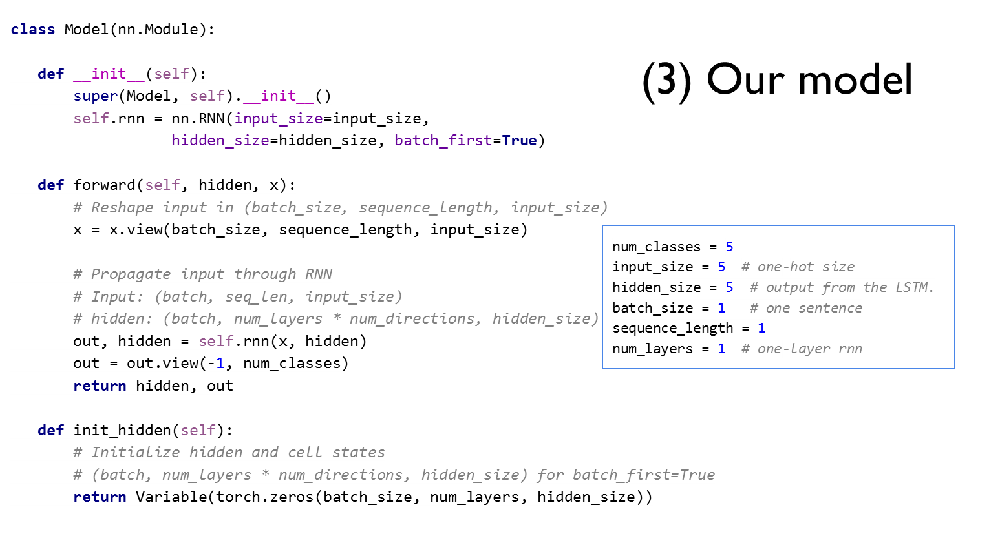 class Model(nn.Module):
(3) Our model
def __init__(self):
super(Model, self).__init__()
self.rnn = nn.RNN(input_size=input_size,
hidden_size=hidden_size, batch_first=True)
def forward(self, hidden, x):
# Reshape input in (batch_size, sequence_length, input_size)
x = x.view(batch_size, sequence_length, input_size)
# Propagate input through RNN
# Input: (batch, seq_len, input_size)
# hidden: (batch, num_layers * num_directions, hidden_size)
out, hidden = self.rnn(x, hidden)
out = out.view(-1, num_classes)
return hidden, out
num_classes = 5
input_size = 5 # one-hot size
hidden_size = 5 # output from the LSTM.
batch_size = 1 # one sentence
sequence_length = 1
num_layers = 1 # one-layer rnn
def init_hidden(self):
# Initialize hidden and cell states
# (batch, num_layers * num_directions, hidden_size) for batch_first=True
return Variable(torch.zeros(batch_size, num_layers, hidden_size))